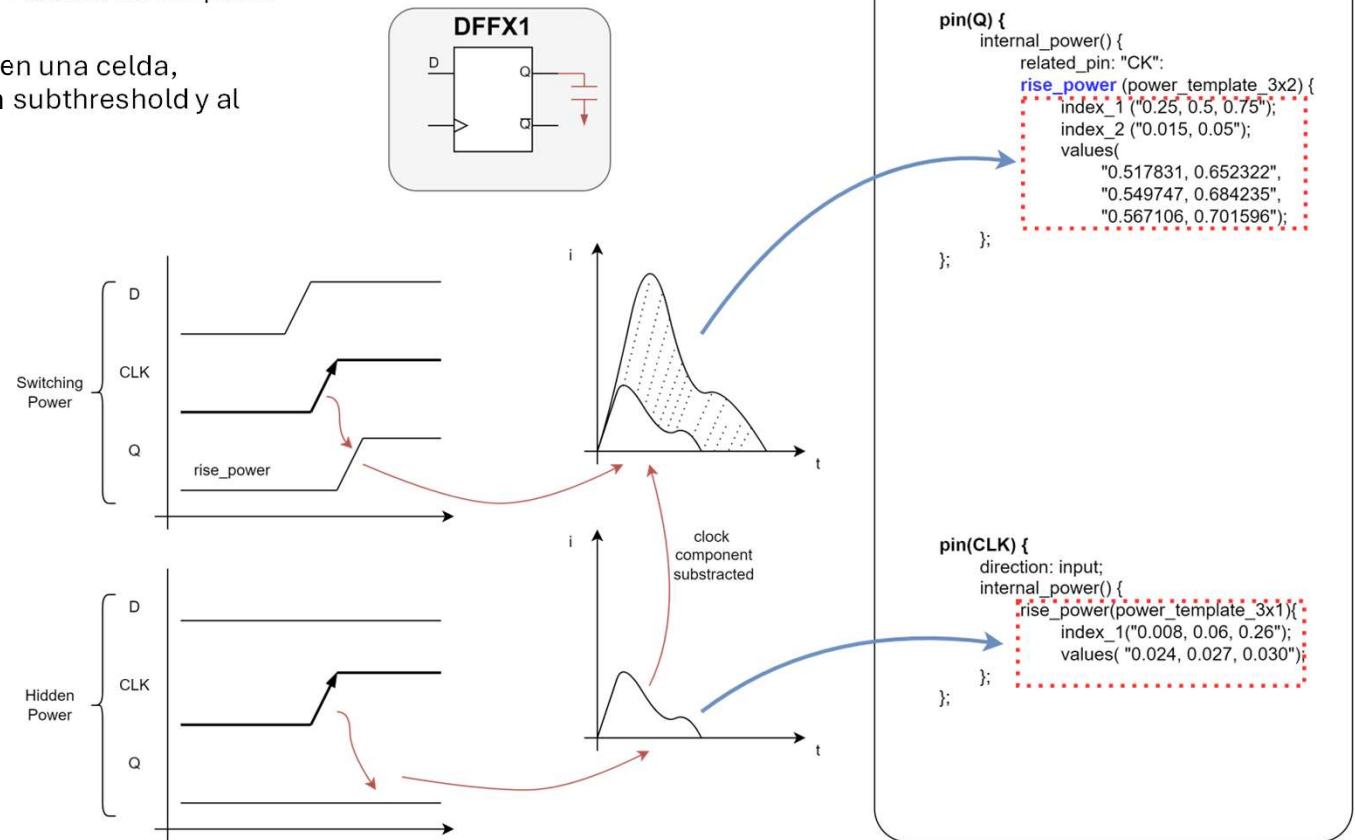 en una celda,
subthreshold y al
DFFX1
D
Q
Q
Switching
Power
D
CLK
Q
rise_power
i
t
Hidden
Power
D
CLK
Q
i
t
clock
component
substracted
pin(Q) {
internal_power() {
related_pin: "CK":
rise_power (power_template_3x2) {
index_1 ("0.25, 0.5, 0.75");
index_2 ("0.015, 0.05");
values(
"0.517831, 0.652322",
"0.549747, 0.684235",
"0.567106, 0.701596");
};
};
pin(CLK) {
direction: input;
internal_power() {
rise_power(power_template_3x1){
index_1("0.008, 0.06, 0.26");
values( "0.024, 0.027, 0.030");
};
};